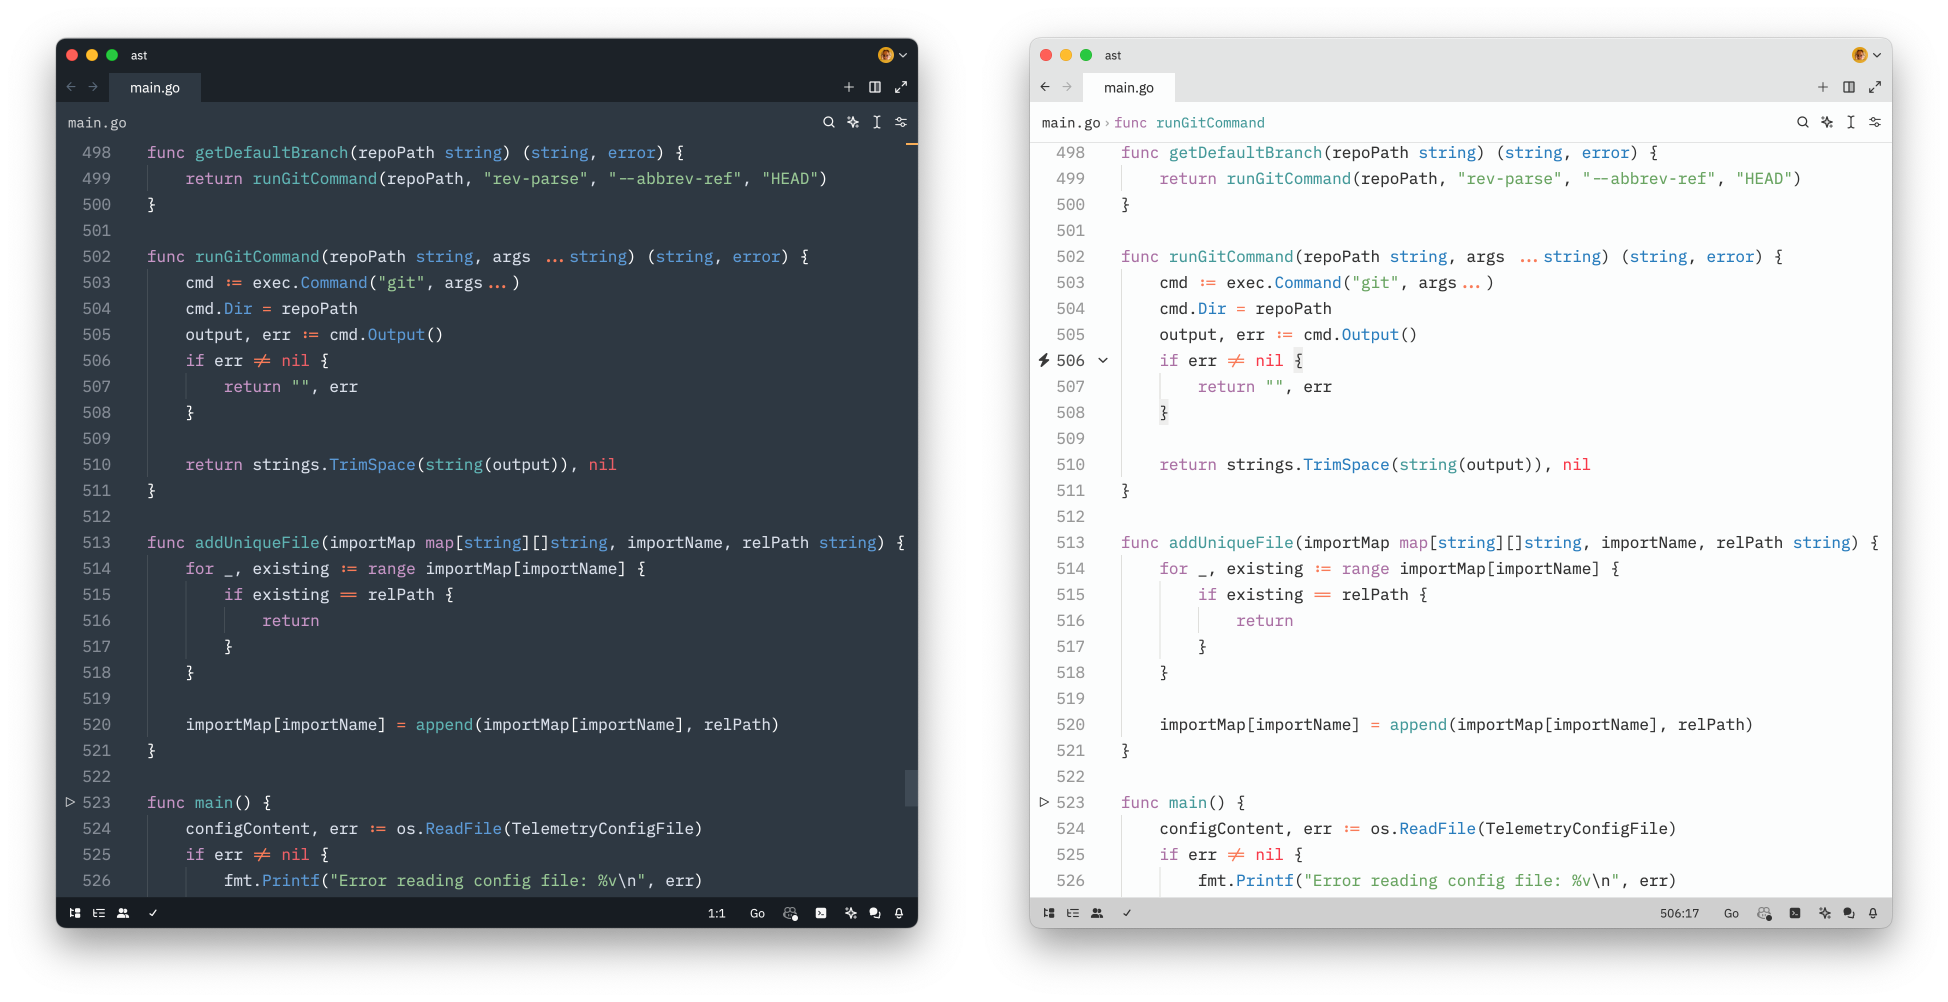 ast
main.go
main.go
498 func getDefaultBranch(repoPath string) (string, error) {
499 return runGitCommand(repoPath, "rev-parse", "--abbrev-ref", "HEAD")
500 }
501
502 func runGitCommand(repoPath string, args ...string) (string, error) {
503 cmd := exec.Command("git", args...)
504 cmd.Dir = repoPath
505 output, err := cmd.Output()
506 if err ≠ nil {
507 return "", err
508 }
509
510 return strings.TrimSpace(string(output)), nil
511 }
512
513 func addUniqueFile(importMap map[string][]string, importName, relPath string) {
514 for _, existing := range importMap[importName] {
515 if existing == relPath {
516 return
517 }
518 }
519
520 importMap[importName] = append(importMap[importName], relPath)
521 }
522
523 func main() {
524 configContent, err := os.ReadFile(TelemetryConfigFile)
525 if err ≠ nil {
526 fmt.Printf("Error reading config file: %v\n", err)
1:1 Go
ast
main.go
main.go › func runGitCommand
498 func getDefaultBranch(repoPath string) (string, error) {
499 return runGitCommand(repoPath, "rev-parse", "--abbrev-ref", "HEAD")
500 }
501
502 func runGitCommand(repoPath string, args ...string) (string, error) {
503 cmd := exec.Command("git", args...)
504 cmd.Dir = repoPath
505 output, err := cmd.Output()
506 if err ≠ nil {
507 return "", err
508 }
509
510 return strings.TrimSpace(string(output)), nil
511 }
512
513 func addUniqueFile(importMap map[string][]string, importName, relPath string) {
514 for _, existing := range importMap[importName] {
515 if existing == relPath {
516 return
517 }
518 }
519
520 importMap[importName] = append(importMap[importName], relPath)
521 }
522
523 func main() {
524 configContent, err := os.ReadFile(TelemetryConfigFile)
525 if err ≠ nil {
526 fmt.Printf("Error reading config file: %v\n", err)
506:17 Go